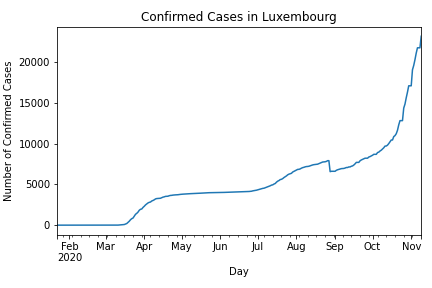 Confirmed Cases in Luxembourg
Number of Confirmed Cases
20000
15000
10000
5000
0
Feb Mar Apr May Jun Jul Aug Sep Oct Nov
2020
Day